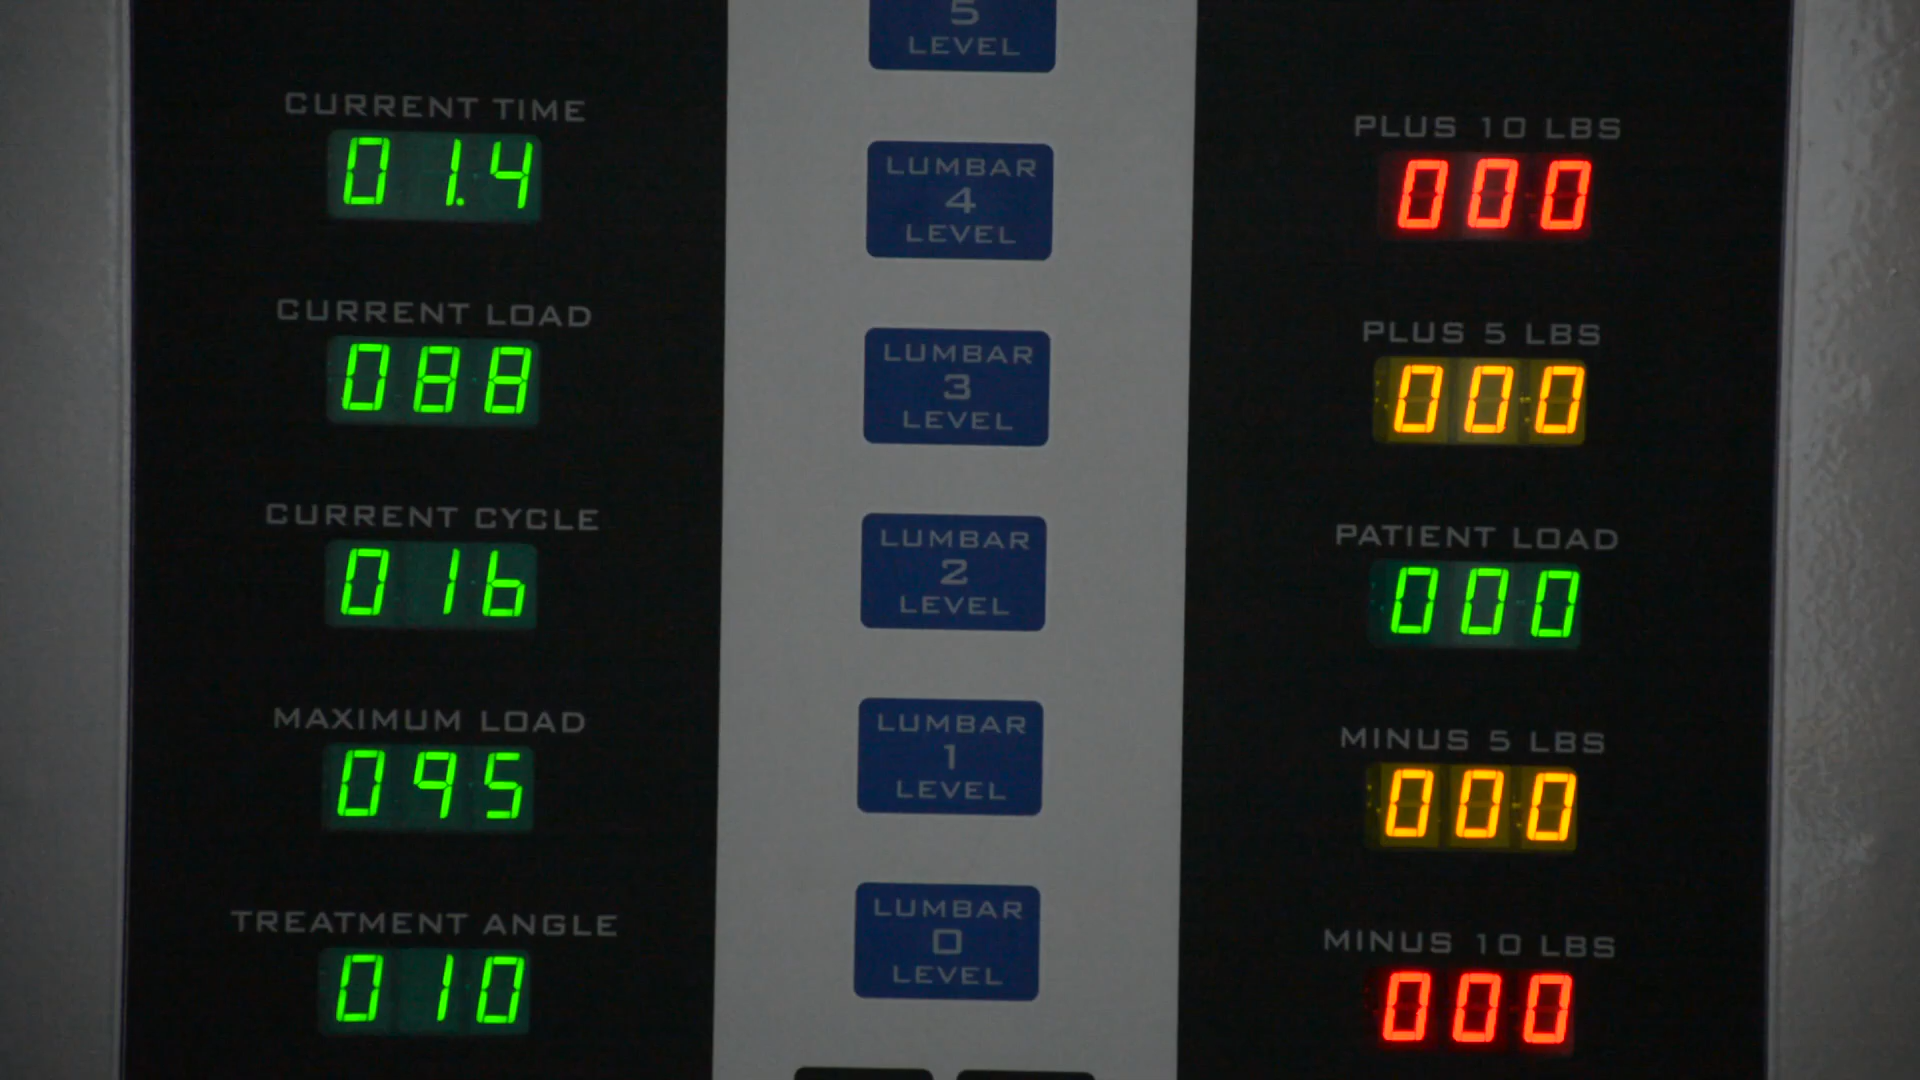 CURRENT TIME
01.4
CURRENT LOAD
088
CURRENT CYCLE
016
MAXIMUM LOAD
095
TREATMENT ANGLE
010
5
LEVEL
LUMBAR
4
LEVEL
LUMBAR
3
LEVEL
LUMBAR
2
LEVEL
LUMBAR
1
LEVEL
LUMBAR
0
LEVEL
PLUS 10 LBS
000
PLUS 5 LBS
000
PATIENT LOAD
000
MINUS 5 LBS
000
MINUS 10 LBS
000